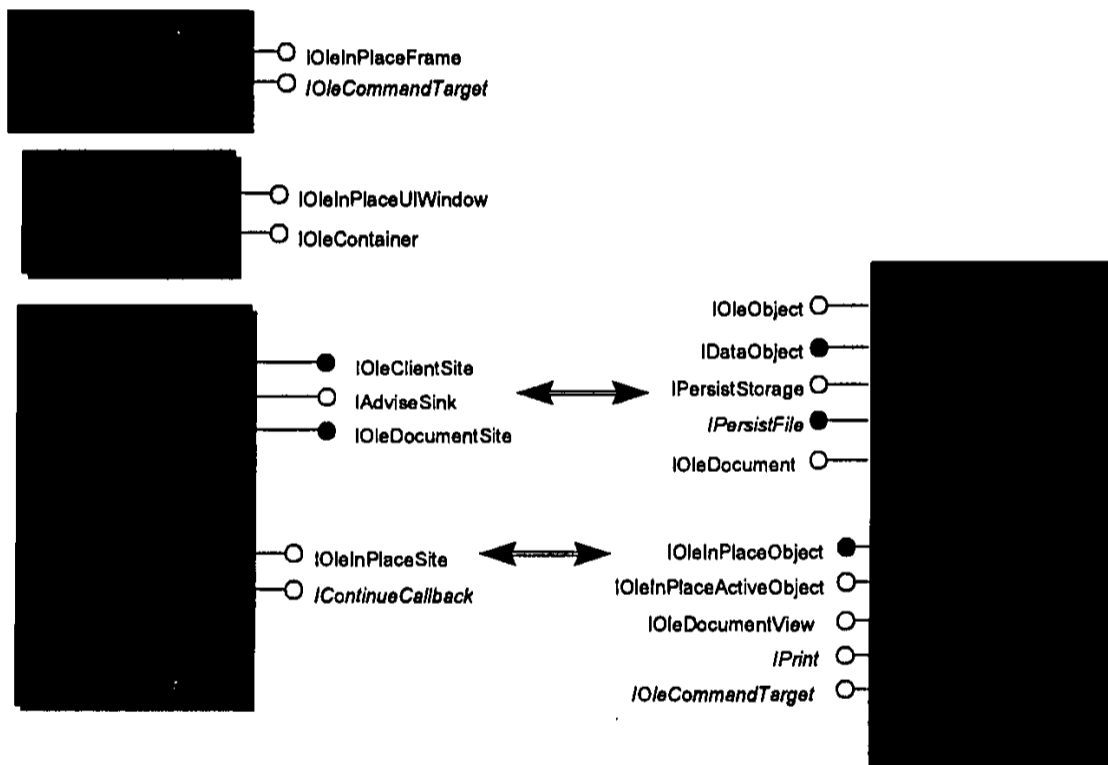 IOleInPlaceFrame
IOleCommandTarget
IOleInPlaceUIWindow
IOleContainer
IOleClientSite
IAdviseSink
IOleDocumentSite
IOleInPlaceSite
IContinueCallback
IOleObject
IDataObject
IPersistStorage
IPersistFile
IOleDocument
IOleInPlaceObject
IOleInPlaceActiveObject
IOleDocumentView
IPrint
IOleCommandTarget